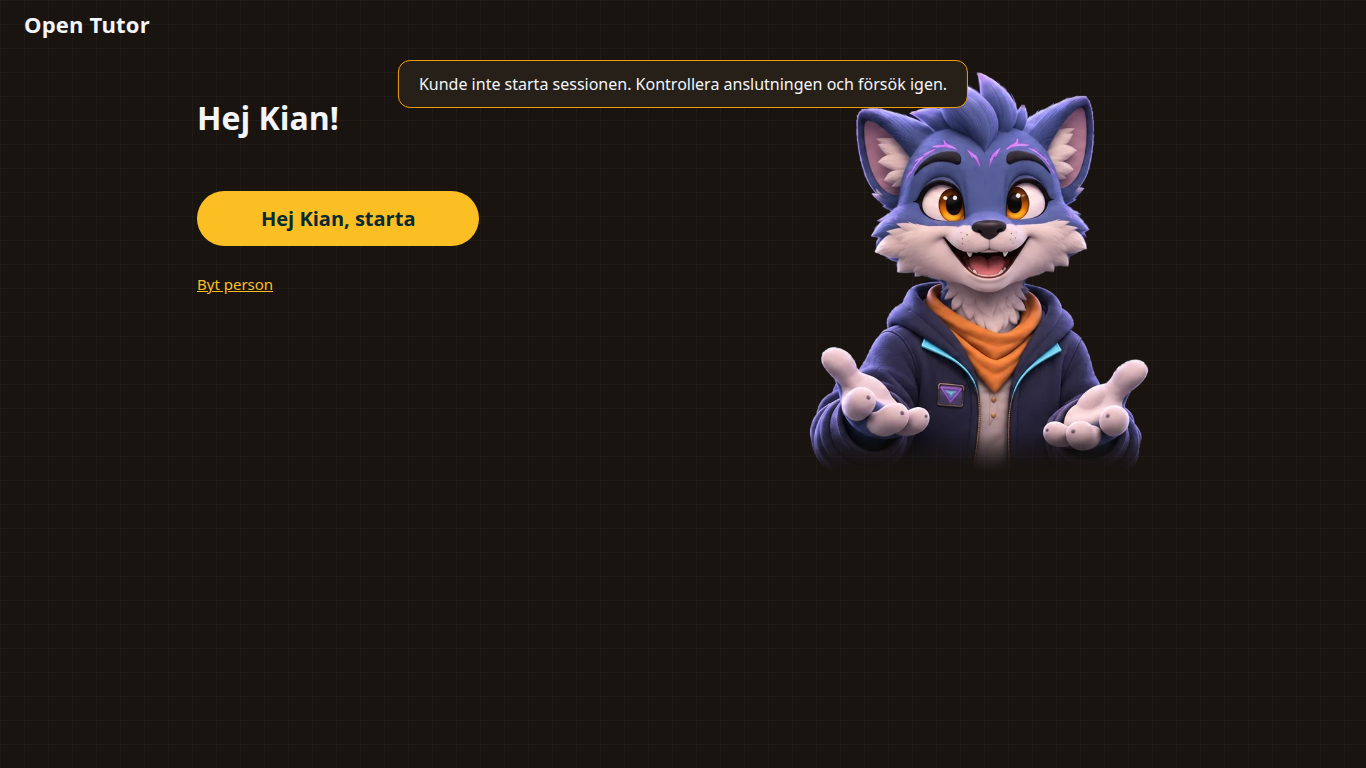 Open Tutor
Kunde inte starta sessionen. Kontrollera anslutningen och försök igen.
Hej Kian!
Hej Kian, starta
Byt person